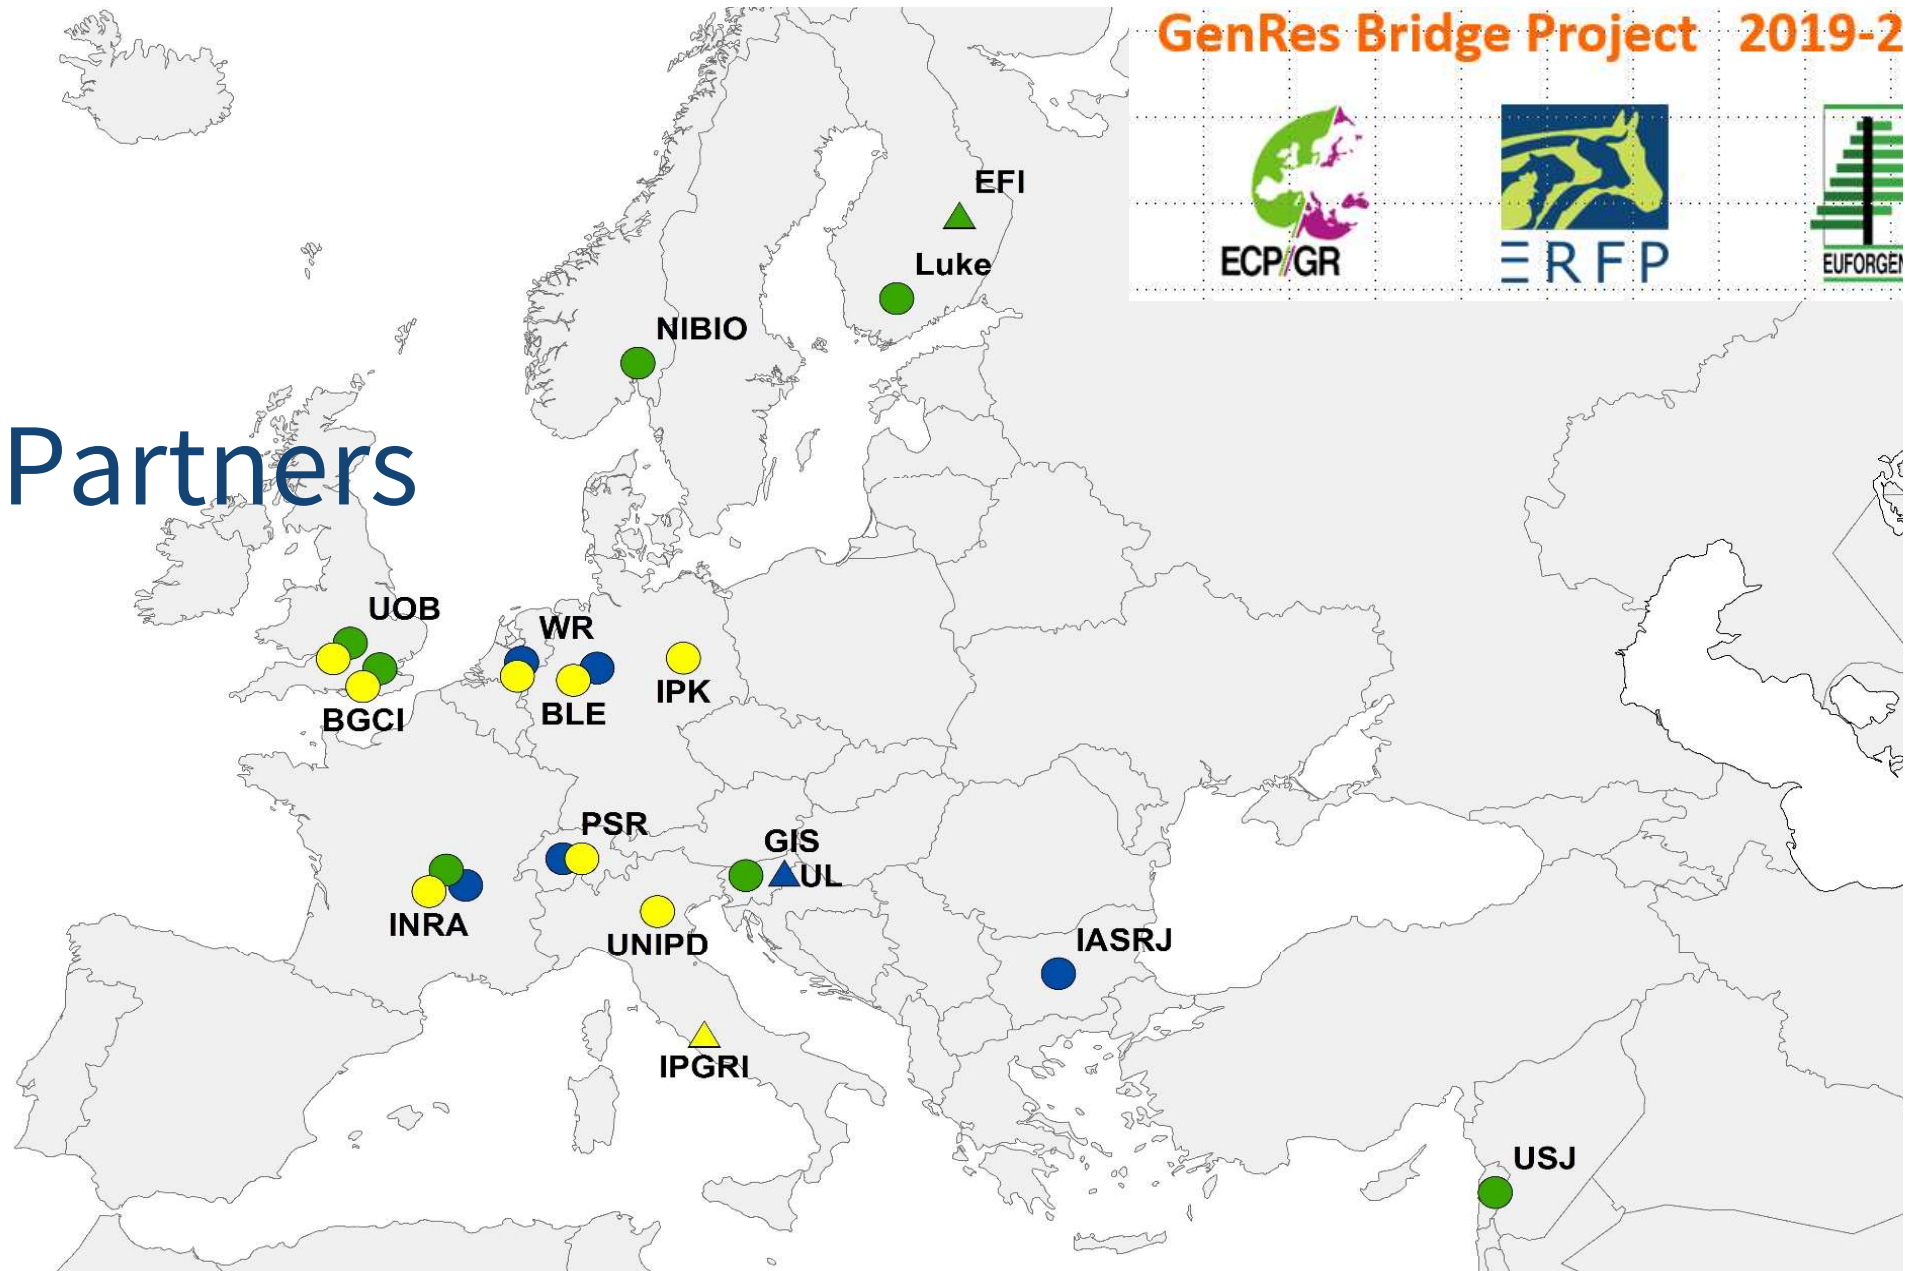 GenRes Bridge Project 2019-2
ECP/GR
ERFP
EUFORGEN
Partners
EFI
Luke
NIBIO
UOB
WR
IPK
BGCI
BLE
PSR
GIS
UL
INRA
UNIPD
IASRJ
IPGRI
USJ